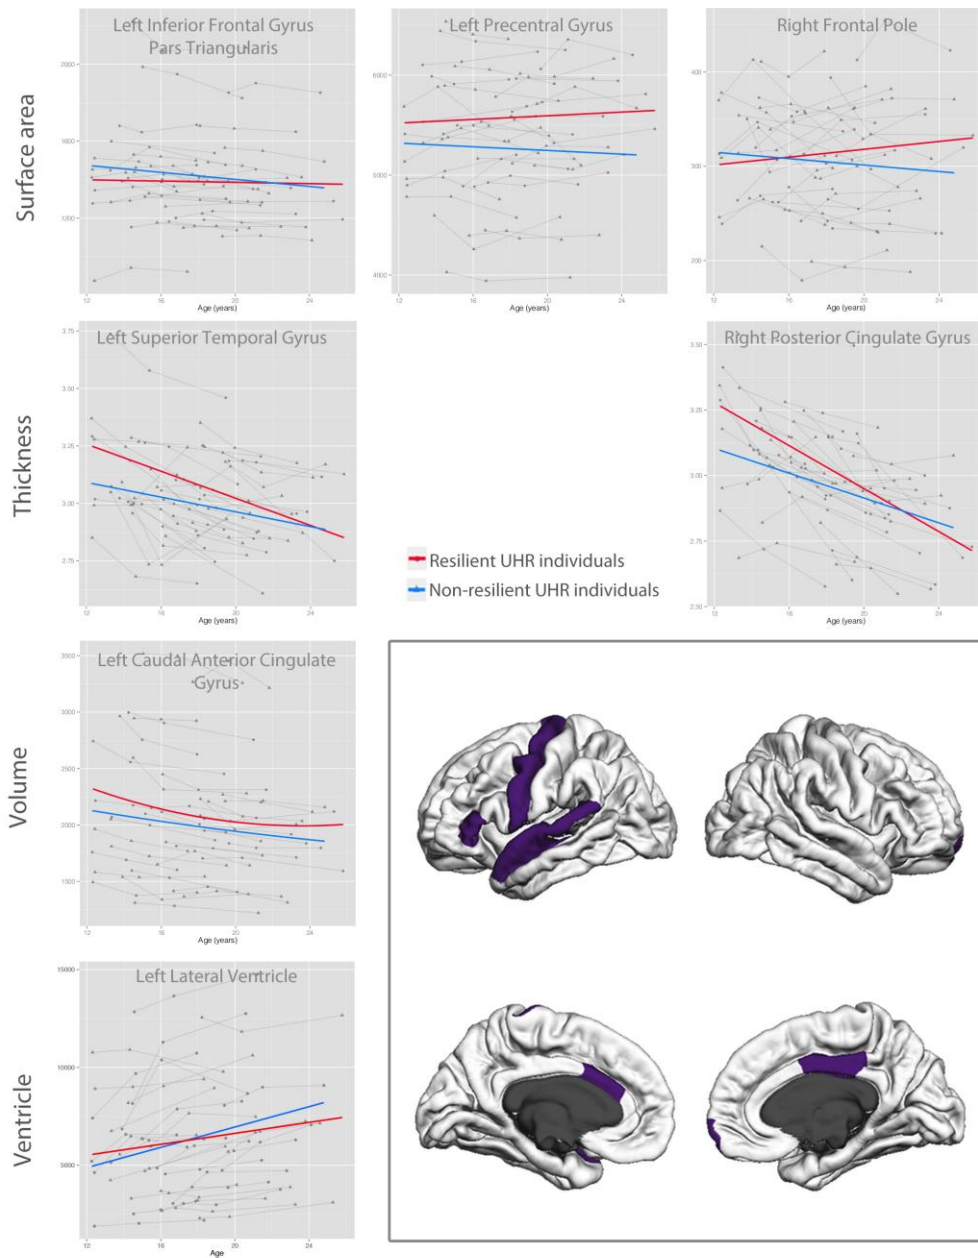 Surface area
Left Inferior Frontal Gyrus
Pars Triangularis
2000
1600
1200
12 16 20 24
Age (years)
Left Precentral Gyrus
6000
5000
4000
12 16 20 24
Age (years)
Right Frontal Pole
400
300
200
12 16 20 24
Age (years)
Thickness
Left Superior Temporal Gyrus
3.75
3.50
3.25
3.00
2.75
12 16 20 24
Age (years)
Right Posterior Cingulate Gyrus
3.50
3.25
3.00
2.75
2.50
12 16 20 24
Age (years)
Resilient UHR individuals
Non-resilient UHR individuals
Volume
Left Caudal Anterior Cingulate
Gyrus
3500
3000
2500
2000
1500
12 16 20 24
Age (years)
Ventricle
Left Lateral Ventricle
15000
10000
5000
12 16 20 24
Age